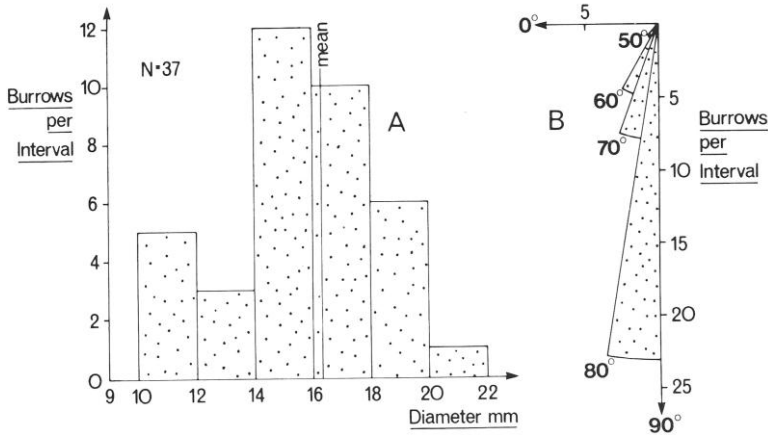 12
10
8
6
4
2
0
Burrows
per
Interval
N=37
mean
A
9 10 12 14 16 18 20 22
Diameter mm
0° 5
50°
60°
70°
80°
90°
B
5
10
15
20
25
Burrows
per
Interval